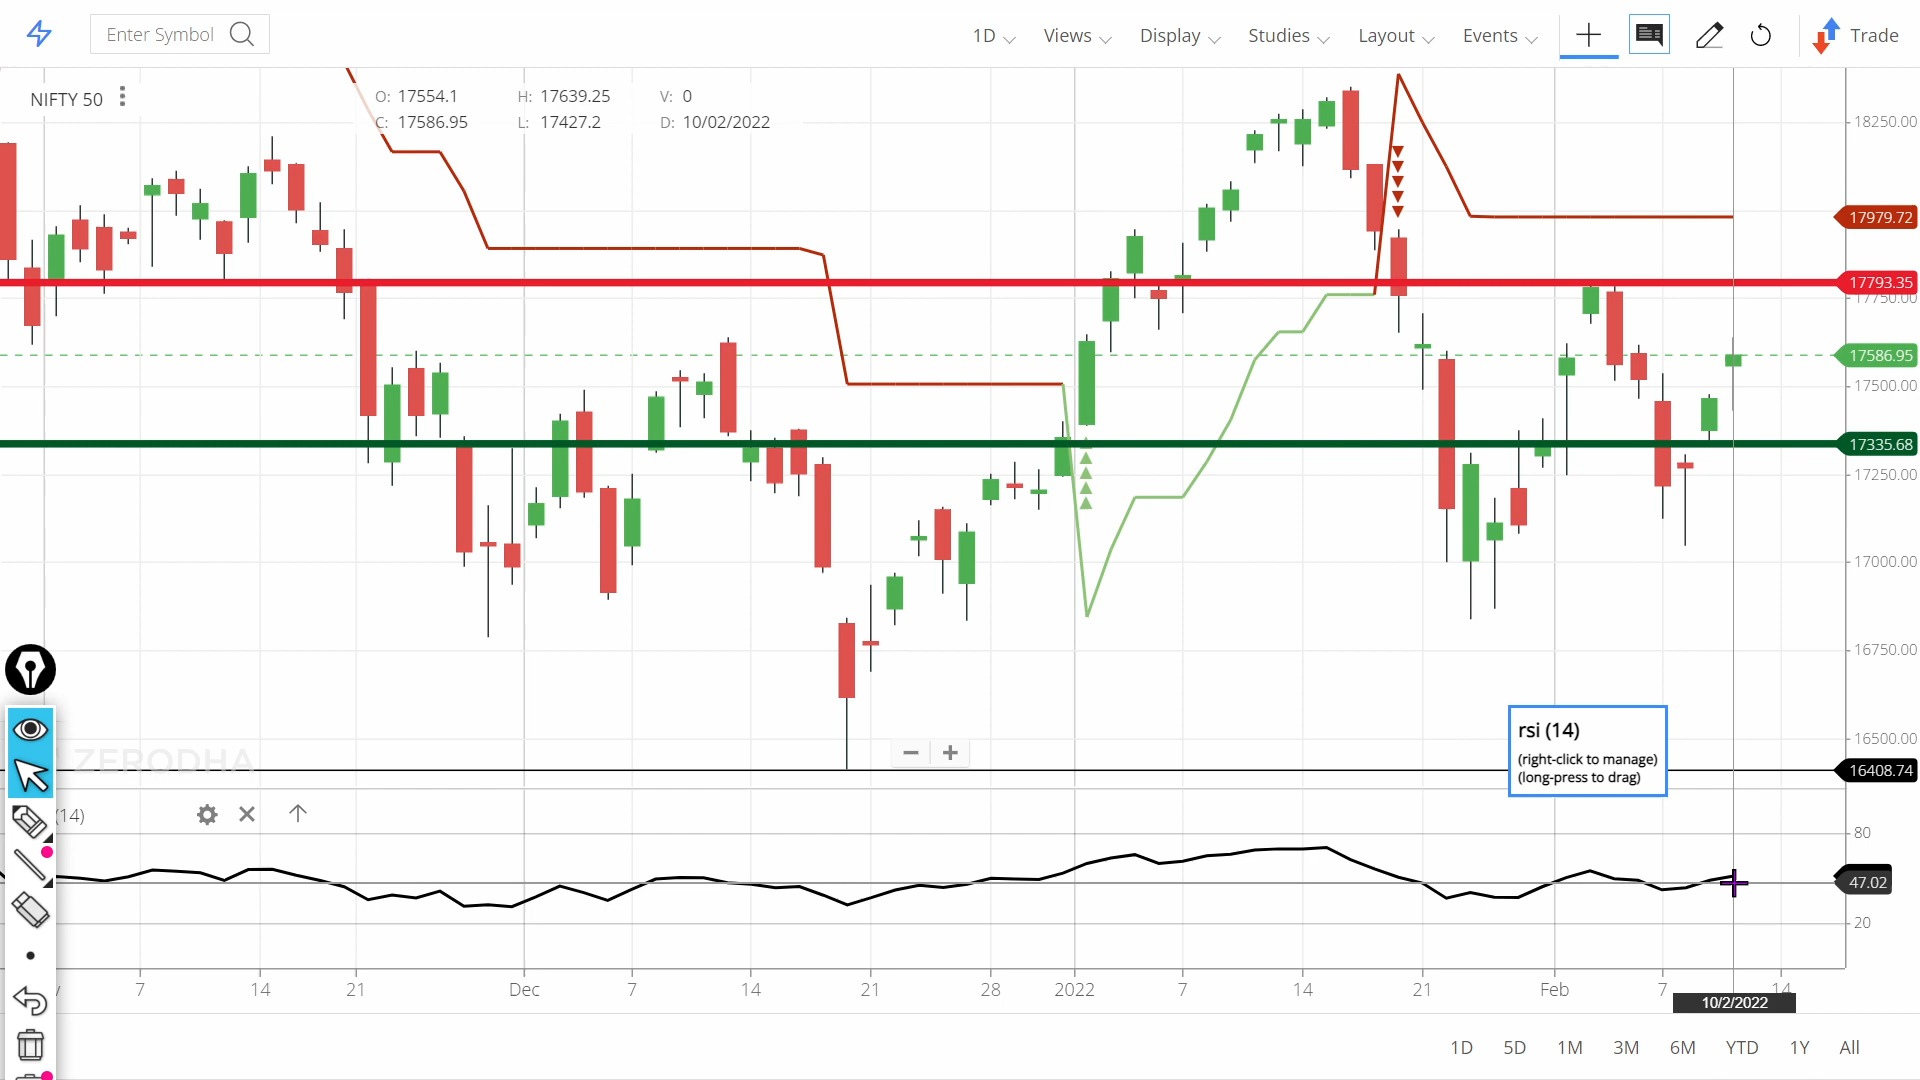 Enter Symbol
1D Views Display Studies Layout Events Trade
NIFTY 50
O: 17554.1 H: 17639.25 V: 0
C: 17586.95 L: 17427.2 D: 10/02/2022
18250.00
17979.72
17793.35
17750.00
17586.95
17500.00
17335.68
17250.00
17000.00
16750.00
16500.00
ZERODHA
16408.74
rsi (14)
(right-click to manage)
(long-press to drag)
(14)
80
47.02
20
7 14 21 Dec 7 14 21 28 2022 7 14 21 Feb 7 14
10/2/2022
1D 5D 1M 3M 6M YTD 1Y All